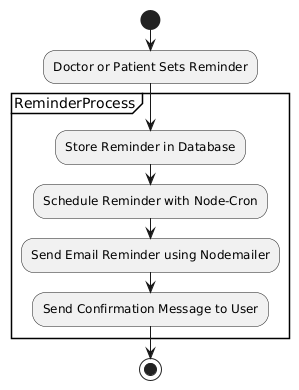 Doctor or Patient Sets Reminder
ReminderProcess
Store Reminder in Database
Schedule Reminder with Node-Cron
Send Email Reminder using Nodemailer
Send Confirmation Message to User